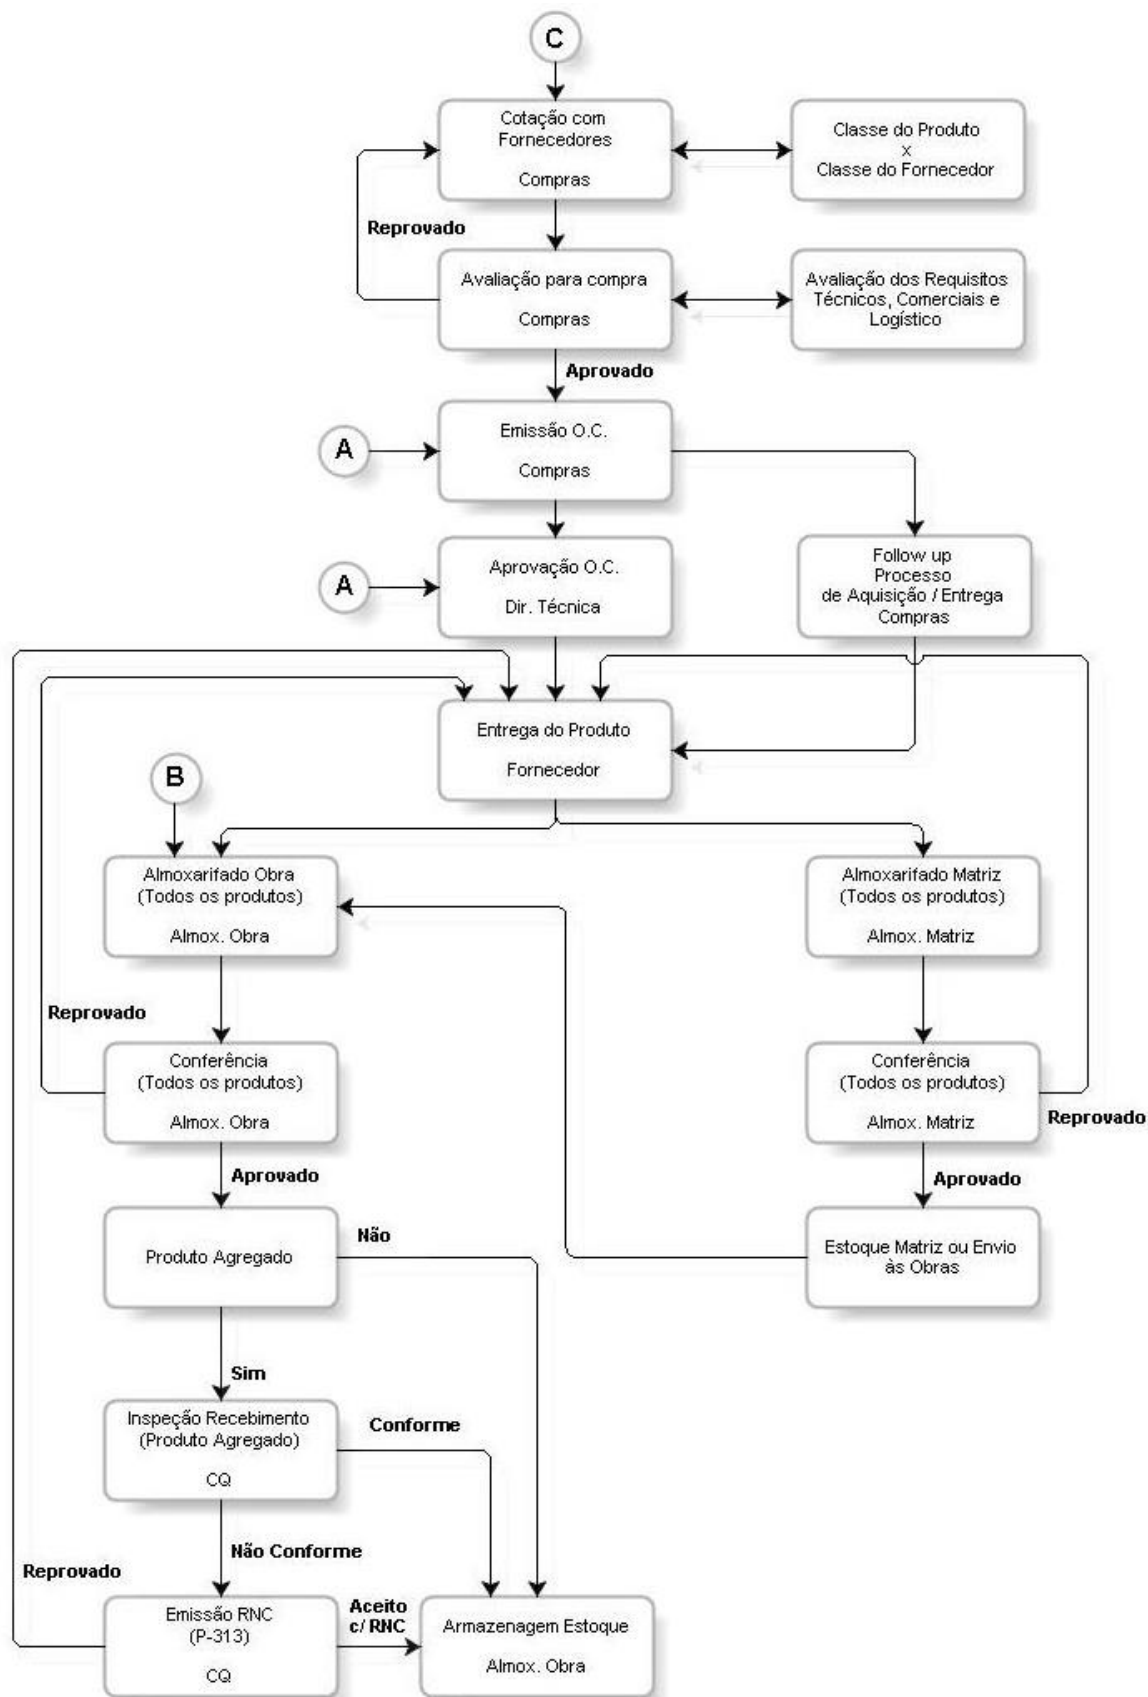 C
Cotação com
Fornecedores
Compras
Classe do Produto
x
Classe do Fornecedor
Reprovado
Avaliação para compra
Compras
Avaliação dos Requisitos
Técnicos, Comerciais e
Logístico
Aprovado
A
Emissão O.C.
Compras
A
Aprovação O.C.
Dir. Técnica
Follow up
Processo
de Aquisição / Entrega
Compras
Entrega do Produto
Fornecedor
B
Almoxarifado Obra
(Todos os produtos)
Almox. Obra
Almoxarifado Matriz
(Todos os produtos)
Almox. Matriz
Reprovado
Conferência
(Todos os produtos)
Almox. Obra
Conferência
(Todos os produtos)
Almox. Matriz
Reprovado
Aprovado
Aprovado
Produto Agregado
Não
Estoque Matriz ou Envio
às Obras
Sim
Inspeção Recebimento
(Produto Agregado)
CQ
Conforme
Não Conforme
Reprovado
Emissão RNC
(P-313)
CQ
Aceito
c/ RNC
Armazenagem Estoque
Almox. Obra